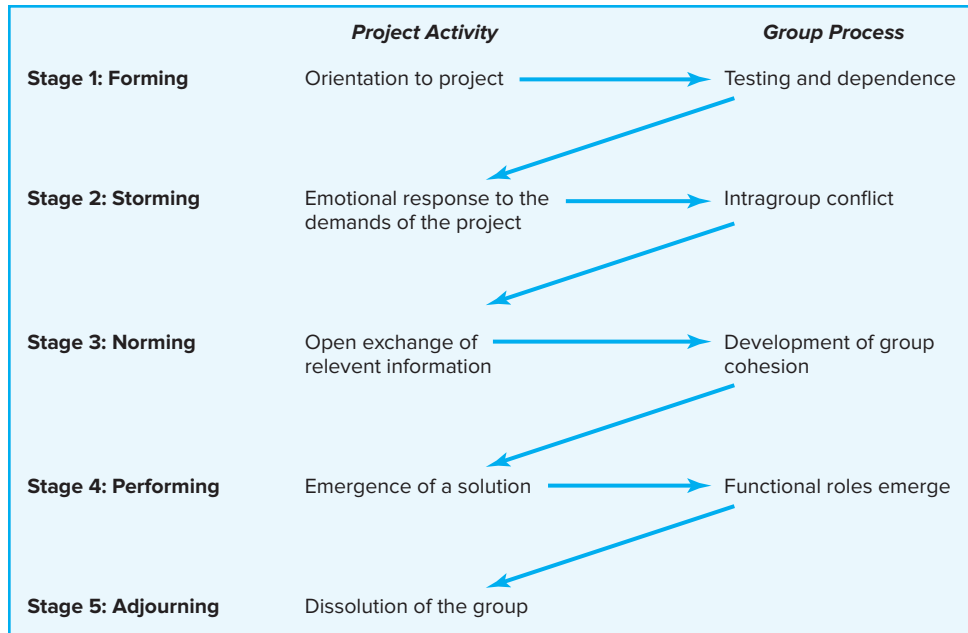 Project Activity Group Process
Stage 1: Forming Orientation to project Testing and dependence
Stage 2: Storming Emotional response to the Intragroup conflict
demands of the project
Stage 3: Norming Open exchange of Development of group
relevent information cohesion
Stage 4: Performing Emergence of a solution Functional roles emerge
Stage 5: Adjourning Dissolution of the group